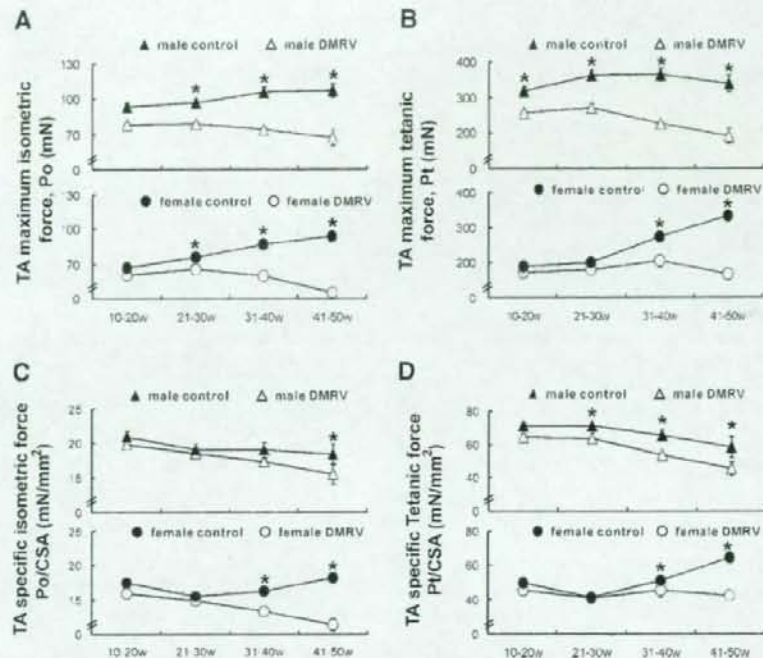 A
▲ male control △ male DMRV
130
100
70
0
TA maximum isometric
force, Po (mN)
● female control ○ female DMRV
30
100
70
0
10-20w 21-30w 31-40w 41-50w
B
▲ male control △ male DMRV
400
300
200
0
TA maximum tetanic
force, Pt (mN)
● female control ○ female DMRV
400
300
200
0
10-20w 21-30w 31-40w 41-50w
C
▲ male control △ male DMRV
25
20
15
0
TA specific isometric force
Po/CSA (mN/mm²)
● female control ○ female DMRV
25
15
0
10-20w 21-30w 31-40w 41-50w
D
▲ male control △ male DMRV
80
60
40
0
TA specific Tetanic force
Pt/CSA (mN/mm²)
● female control ○ female DMRV
80
60
40
0
10-20w 21-30w 31-40w 41-50w